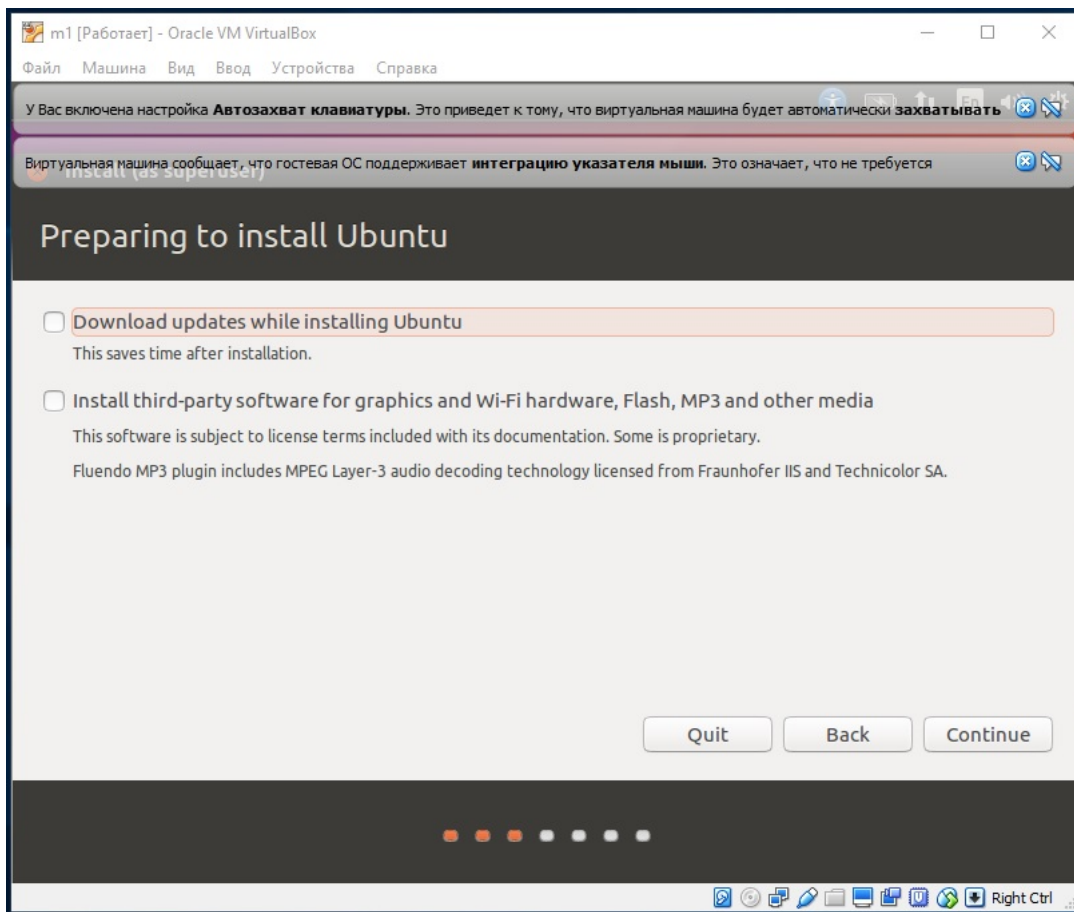 m1 [Работает] - Oracle VM VirtualBox
Файл Машина Вид Ввод Устройства Справка
У Вас включена настройка Автозахват клавиатуры. Это приведет к тому, что виртуальная машина будет автоматически захватывать
En
Виртуальная машина сообщает, что гостевая ОС поддерживает интеграцию указателя мыши. Это означает, что не требуется
Install (as superuser)
Preparing to install Ubuntu
Download updates while installing Ubuntu
This saves time after installation.
Install third-party software for graphics and Wi-Fi hardware, Flash, MP3 and other media
This software is subject to license terms included with its documentation. Some is proprietary.
Fluendo MP3 plugin includes MPEG Layer-3 audio decoding technology licensed from Fraunhofer IIS and Technicolor SA.
Quit Back Continue
Right Ctrl